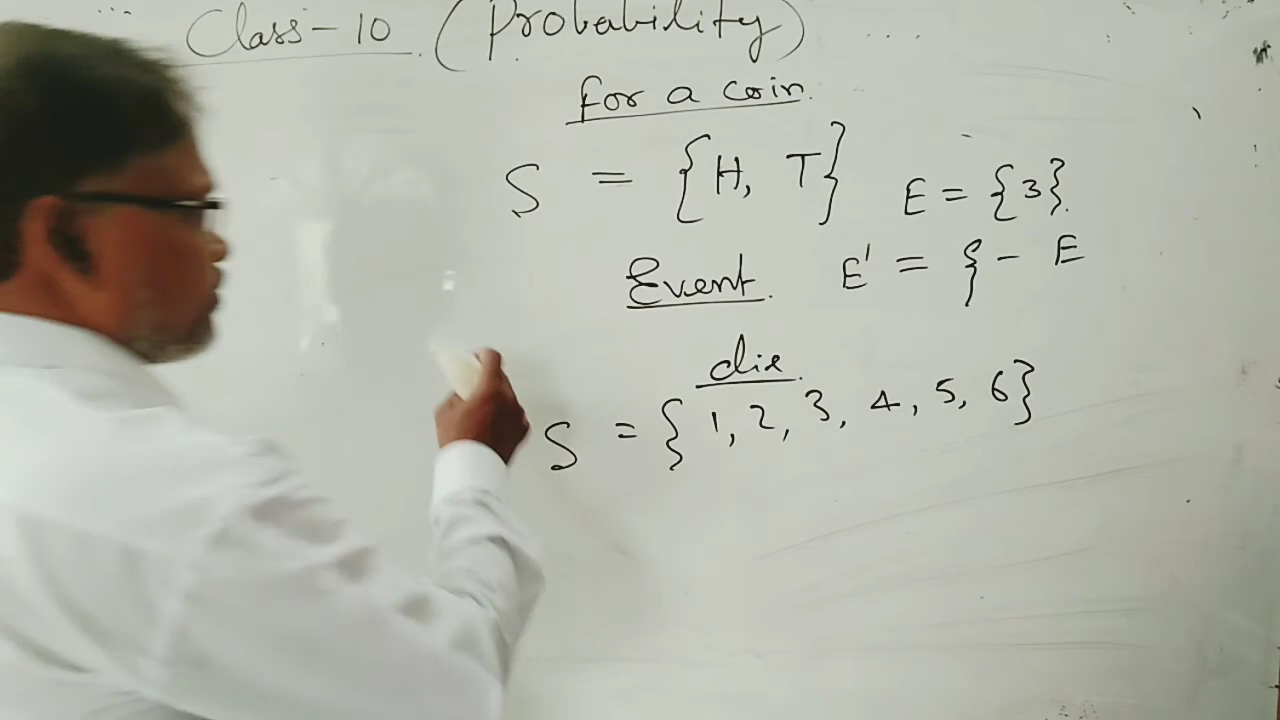 Class-10 (Probability)
for a coin.
S = {H, T}
E = {3}.
Event.
E' = } - E
die.
S = {1, 2, 3, 4, 5, 6}